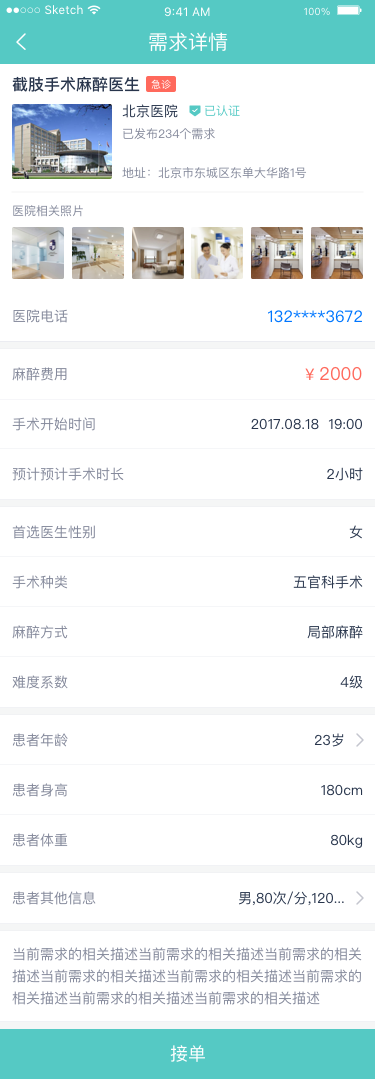 Sketch 9:41 AM 100%
需求详情
截肢手术麻醉医生 急诊
北京医院 已认证
已发布234个需求
地址：北京市东城区东单大华路1号
医院相关照片
医院电话 132****3672
麻醉费用 ¥ 2000
手术开始时间 2017.08.18 19:00
预计预计手术时长 2小时
首选医生性别 女
手术种类 五官科手术
麻醉方式 局部麻醉
难度系数 4级
患者年龄 23岁
患者身高 180cm
患者体重 80kg
患者其他信息 男,80次/分,120...
当前需求的相关描述当前需求的相关描述当前需求的相关
描述当前需求的相关描述当前需求的相关描述当前需求的
相关描述当前需求的相关描述当前需求的相关描述
接单